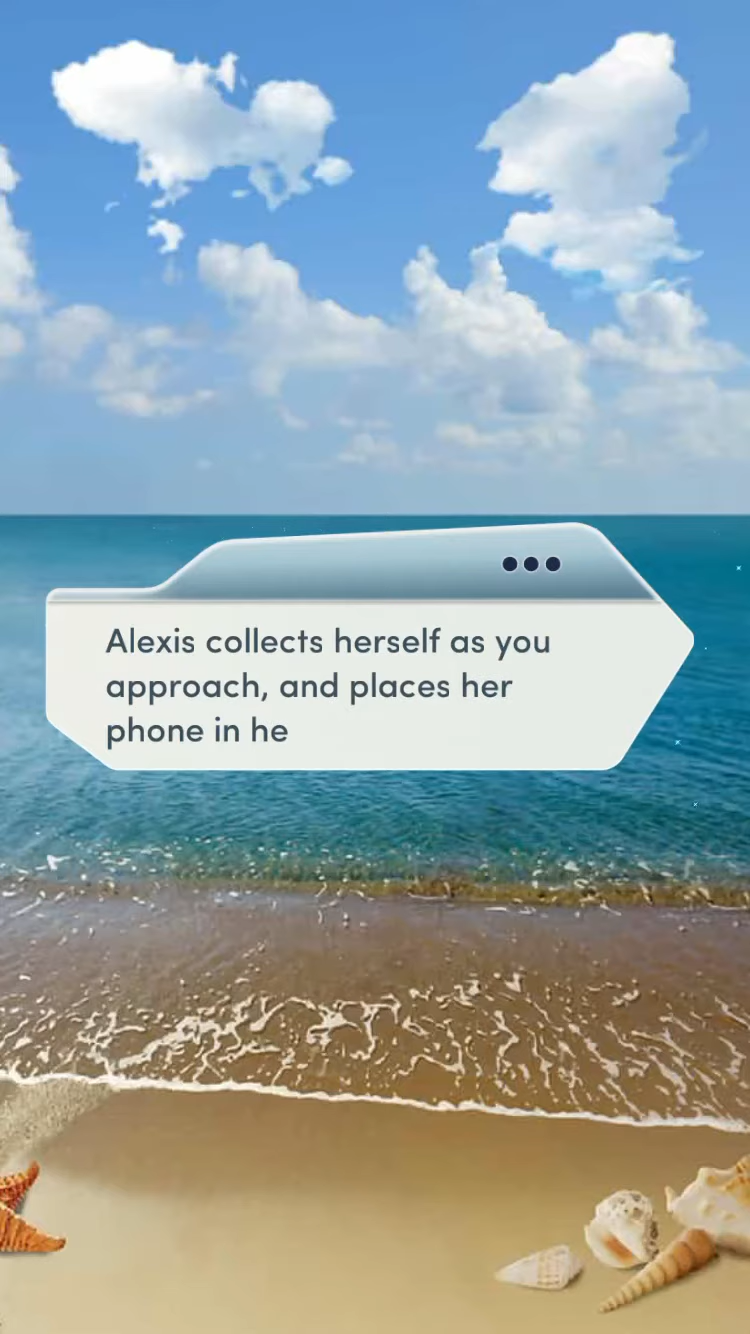 Alexis collects herself as you
approach, and places her
phone in he